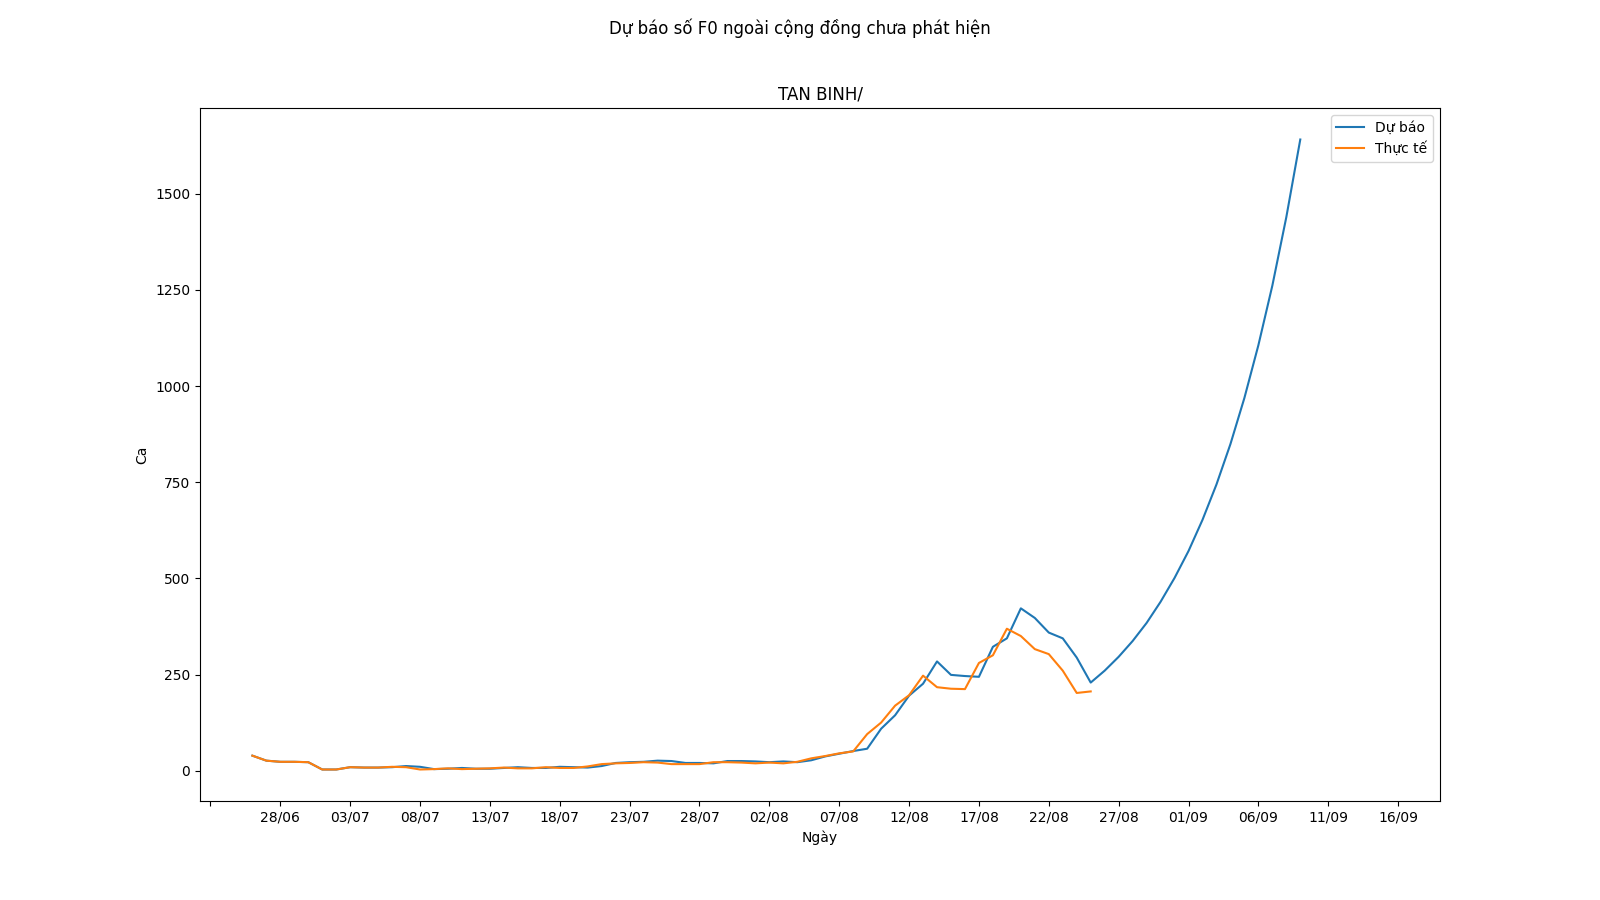 Dự báo số F0 ngoài cộng đồng chưa phát hiện
TAN BINH/
Dự báo
Thực tế
1500
1250
1000
750
500
250
0
Ca
28/06 03/07 08/07 13/07 18/07 23/07 28/07 02/08 07/08 12/08 17/08 22/08 27/08 01/09 06/09 11/09 16/09
Ngày